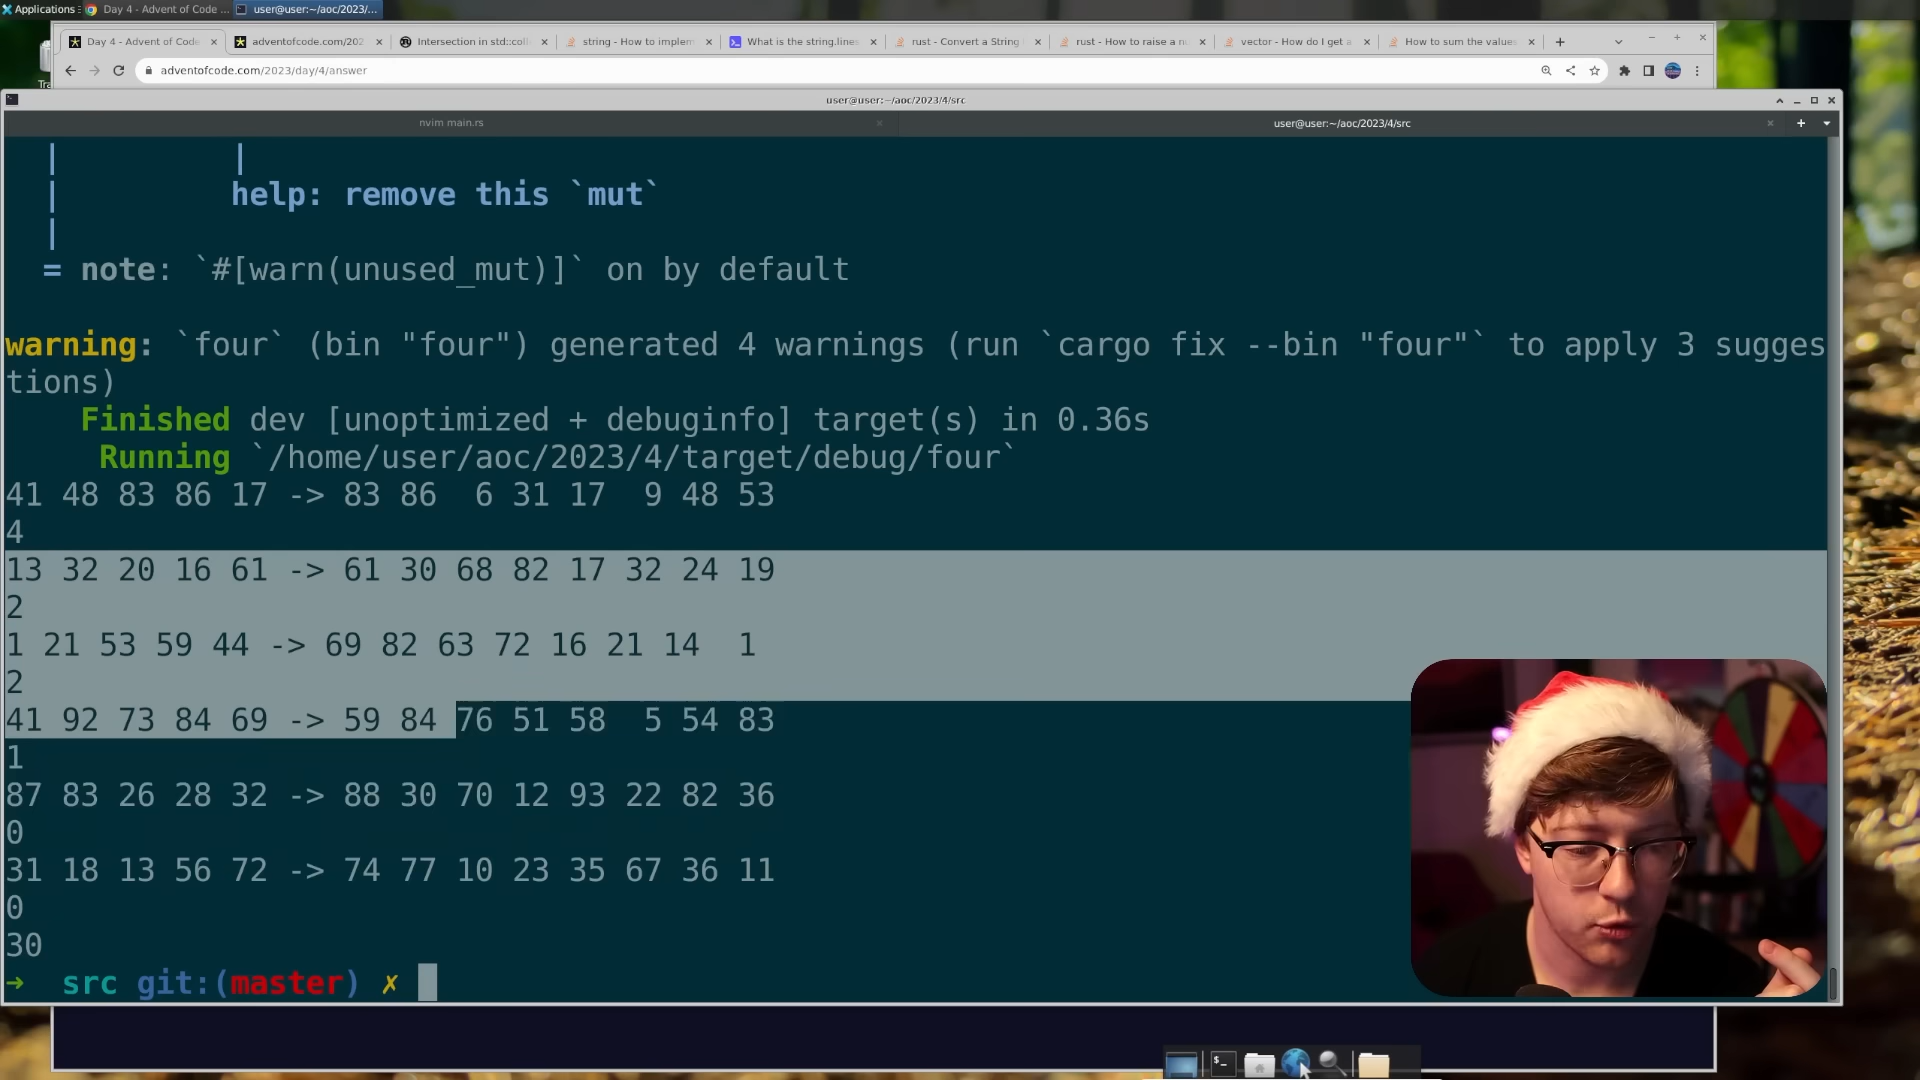 Applications
Day 4 - Advent of Code ...
user@user:~/aoc/2023/...
Day 4 - Advent of Code
adventofcode.com/202
Intersection in std::coll
string - How to implem
What is the string.lines
rust - Convert a String
rust - How to raise a n
vector - How do I get a
How to sum the values
adventofcode.com/2023/day/4/answer
user@user:~/aoc/2023/4/src
nvim main.rs
user@user:~/aoc/2023/4/src
help: remove this `mut`
= note: `#[warn(unused_mut)]` on by default
warning: `four` (bin "four") generated 4 warnings (run `cargo fix --bin "four"` to apply 3 sugges
tions)
Finished dev [unoptimized + debuginfo] target(s) in 0.36s
Running `/home/user/aoc/2023/4/target/debug/four`
41 48 83 86 17 -> 83 86  6 31 17  9 48 53
4
13 32 20 16 61 -> 61 30 68 82 17 32 24 19
2
1 21 53 59 44 -> 69 82 63 72 16 21 14  1
2
41 92 73 84 69 -> 59 84 76 51 58  5 54 83
1
87 83 26 28 32 -> 88 30 70 12 93 22 82 36
0
31 18 13 56 72 -> 74 77 10 23 35 67 36 11
0
30
→ src git:(master) ✗